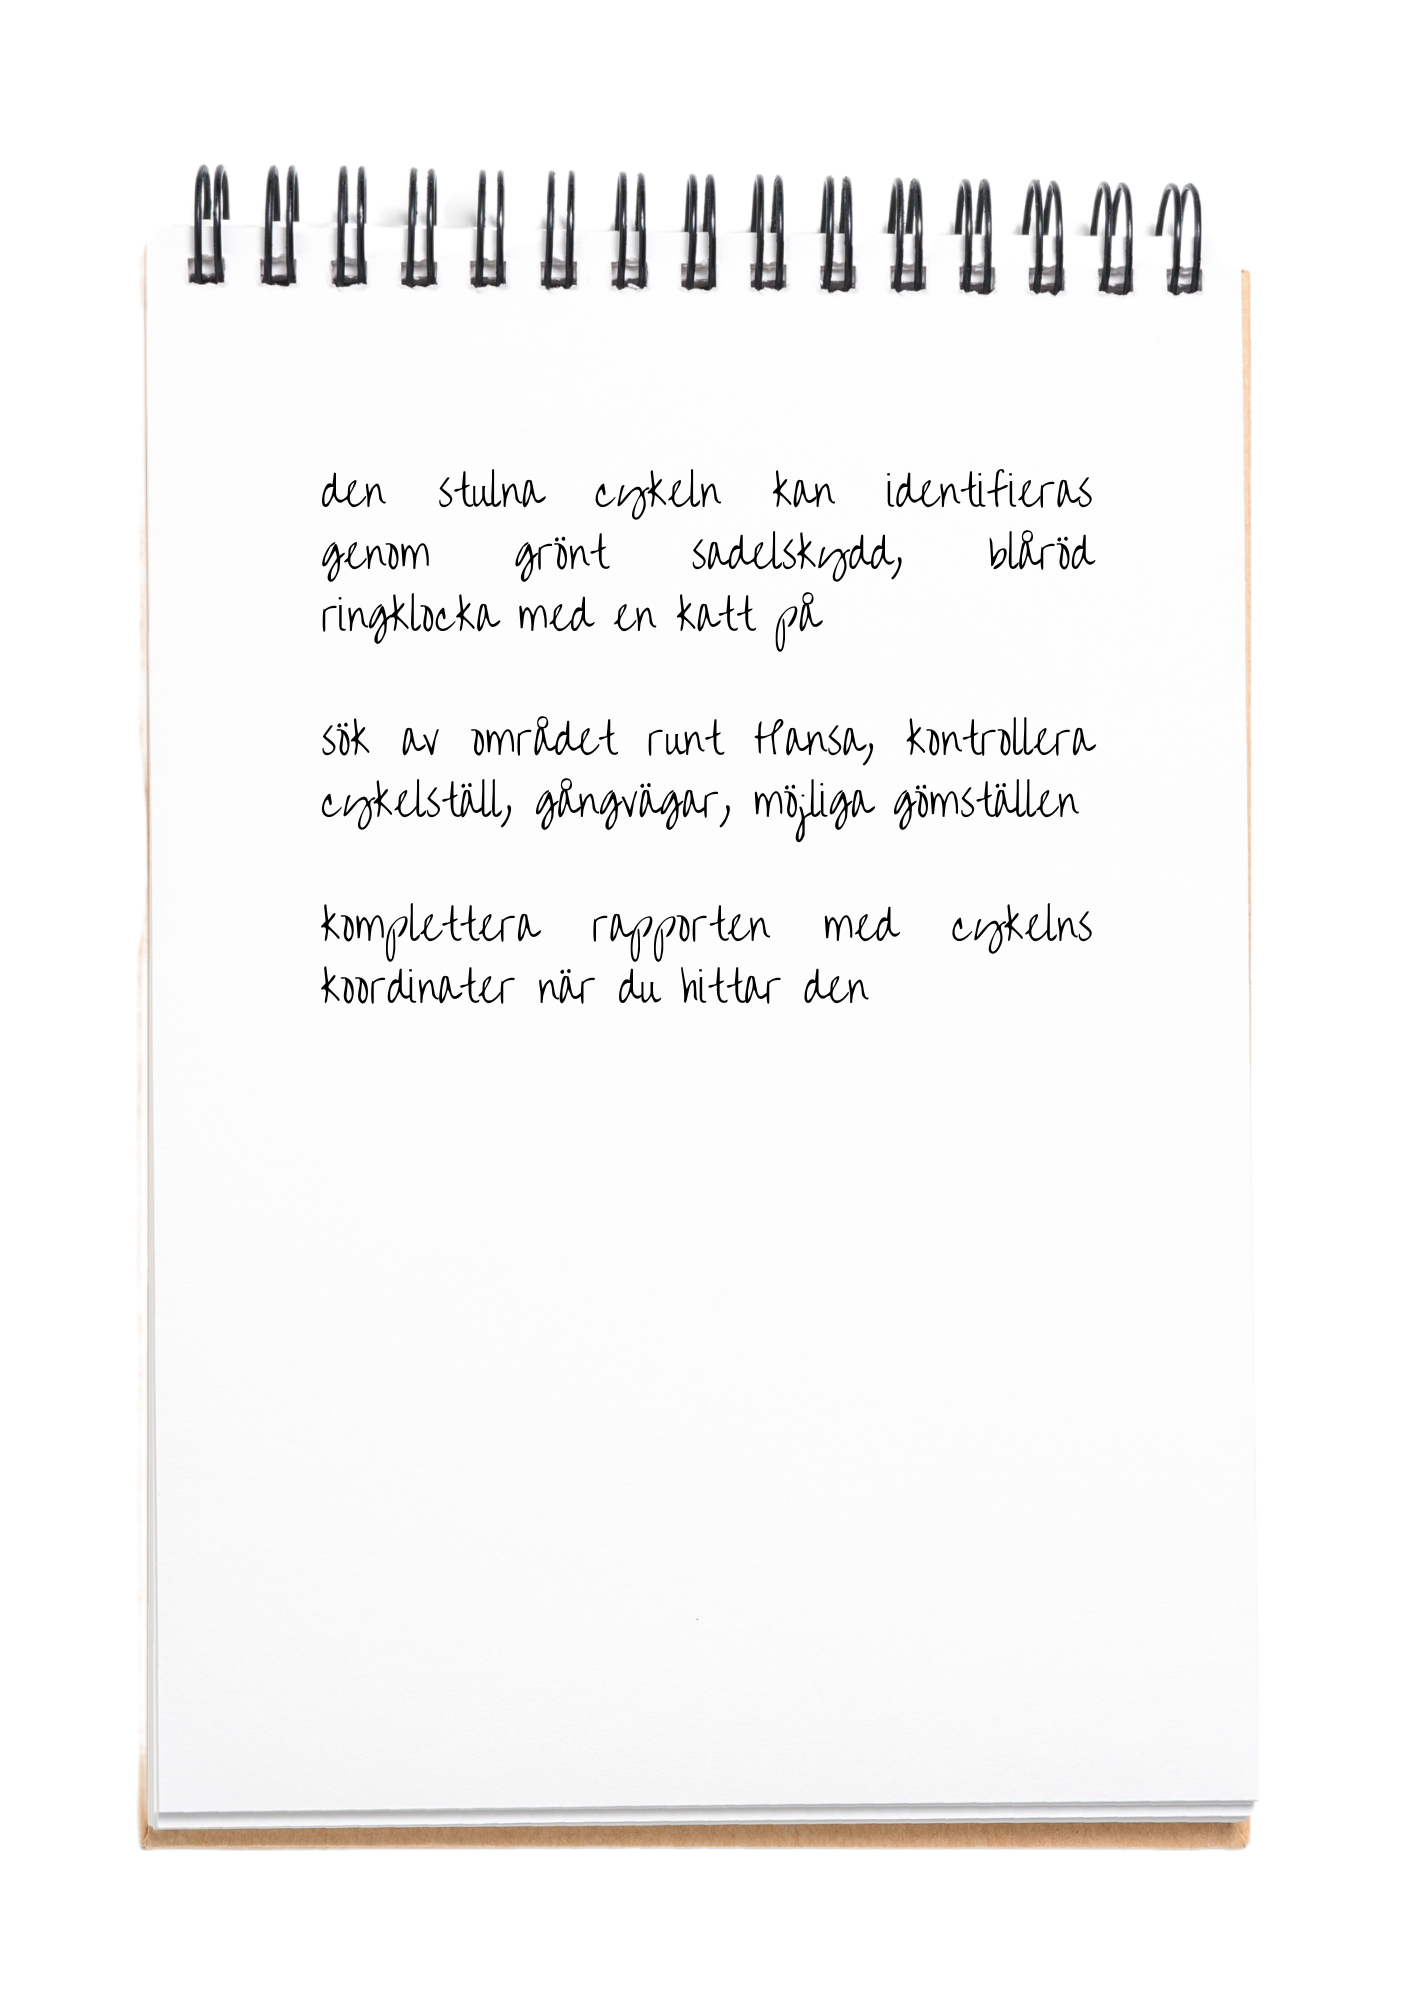 den stulna cykeln kan identifieras
genom grönt sadelskydd, blåröd
ringklocka med en katt på
sök av området runt Hansa, kontrollera
cykelställ, gångvägar, möjliga gömställen
komplettera rapporten med cykelns
koordinater när du hittar den